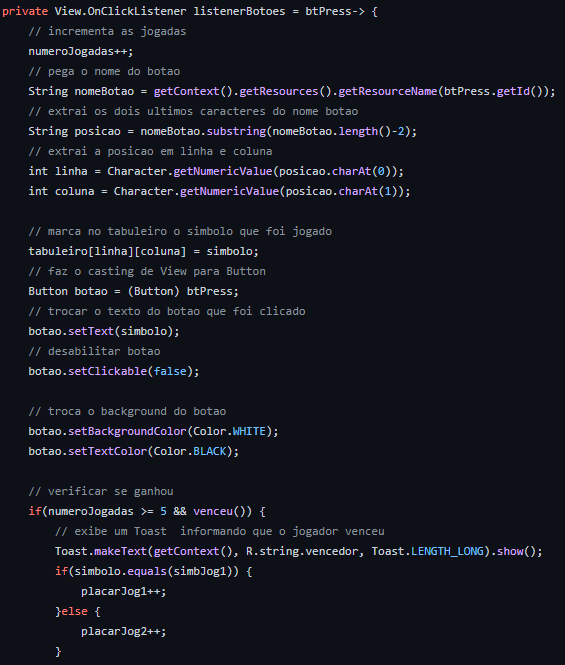 private View.OnClickListener listenerBotoes = btPress-> {
// incrementa as jogadas
numeroJogadas++;
// pega o nome do botao
String nomeBotao = getContext().getResources().getResourceName(btPress.getId());
// extrai os dois ultimos caracteres do nome botao
String posicao = nomeBotao.substring(nomeBotao.length()-2);
// extrai a posicao em linha e coluna
int linha = Character.getNumericValue(posicao.charAt(0));
int coluna = Character.getNumericValue(posicao.charAt(1));
// marca no tabuleiro o simbolo que foi jogado
tabuleiro[linha][coluna] = simbolo;
// faz o casting de View para Button
Button botao = (Button) btPress;
// trocar o texto do botao que foi clicado
botao.setText(simbolo);
// desabilitar botao
botao.setClickable(false);
// troca o background do botao
botao.setBackgroundColor(Color.WHITE);
botao.setTextColor(Color.BLACK);
// verificar se ganhou
if(numeroJogadas >= 5 && venceu()) {
// exibe um Toast  informando que o jogador venceu
Toast.makeText(getContext(), R.string.vencedor, Toast.LENGTH_LONG).show();
if(simbolo.equals(simbJog1)) {
placarJog1++;
}else {
placarJog2++;
}